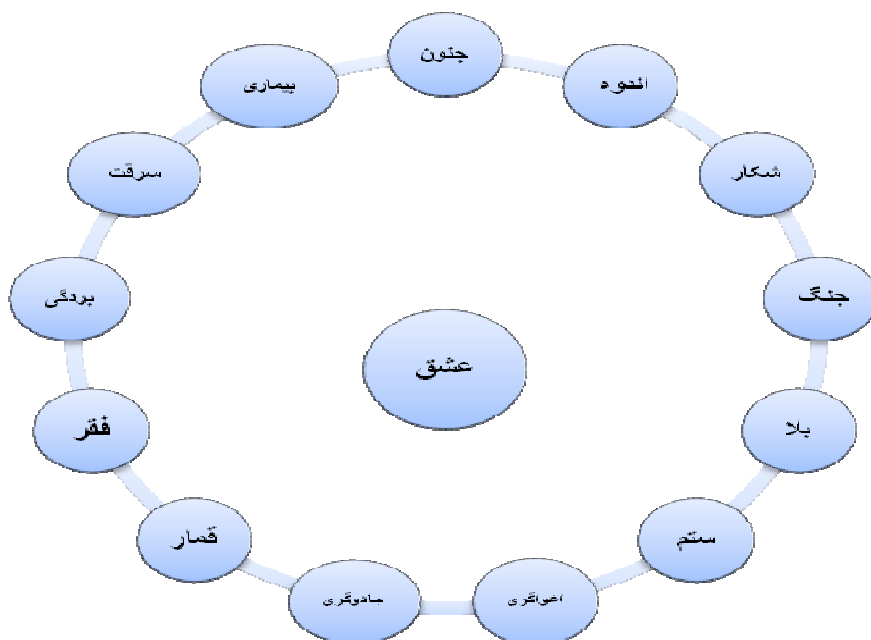 جنون
اندوه
شکار
جنگ
بلا
ستم
اغواگری
جادوگری
قمار
فقر
بردگی
سرقت
بیماری
عشق